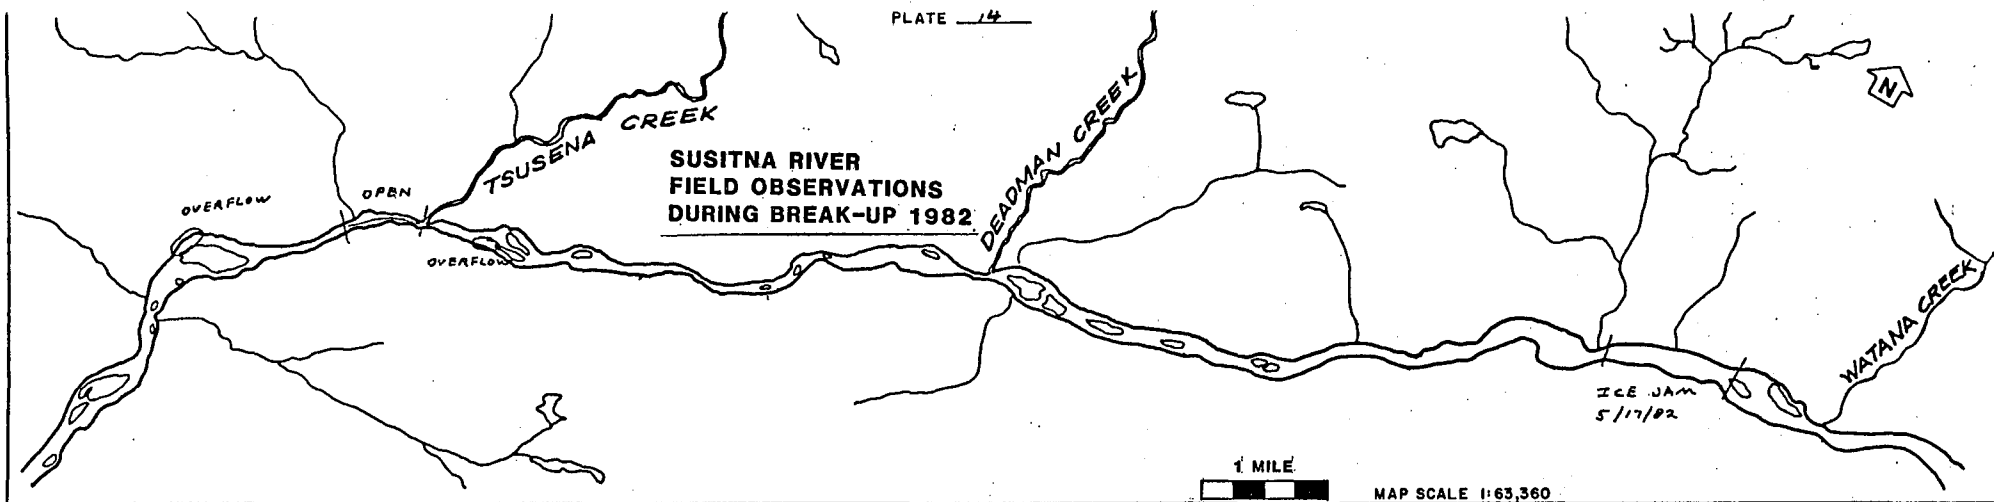 PLATE 14
N
TSUSENA CREEK
DEADMAN CREEK
SUSITNA RIVER
FIELD OBSERVATIONS
DURING BREAK-UP 1982
OVERFLOW
OPEN
OVERFLOW
WATANA CREEK
ICE JAM
5/17/82
1 MILE
MAP SCALE 1:63,360